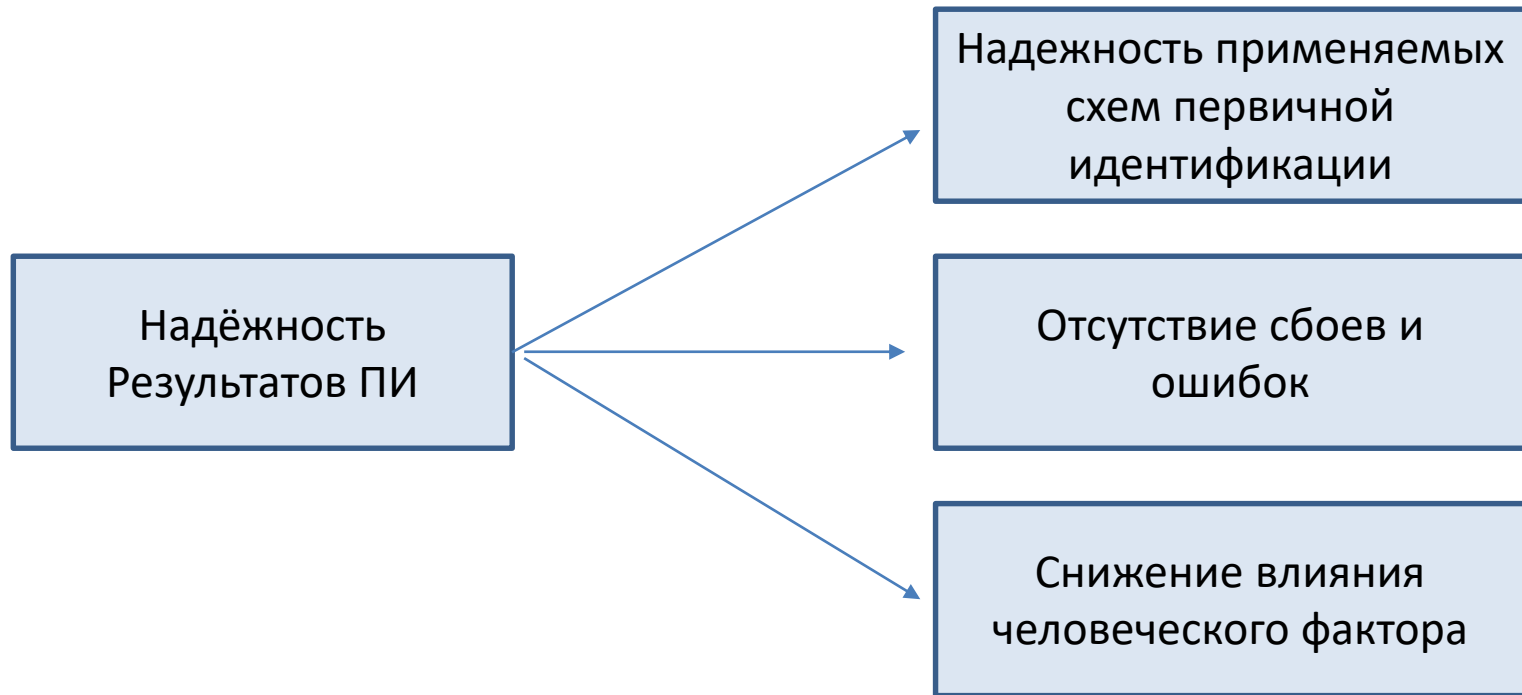 Надежность применяемых
схем первичной
идентификации
Надёжность
Результатов ПИ
Отсутствие сбоев и
ошибок
Снижение влияния
человеческого фактора